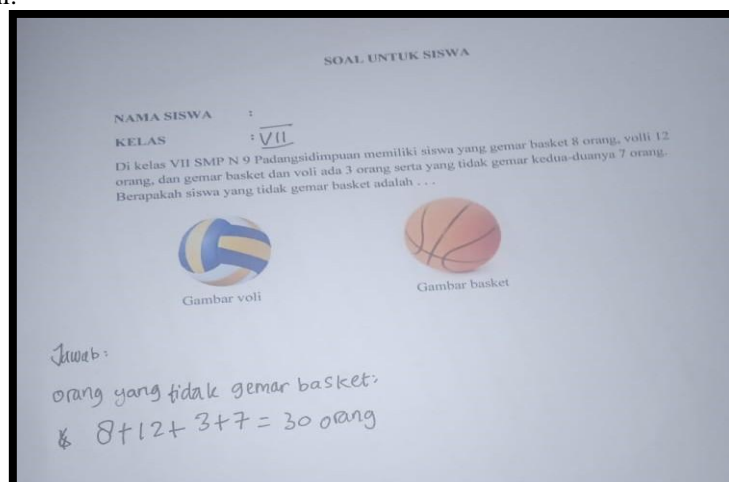 SOAL UNTUK SISWA
NAMA SISWA :
KELAS : VII
Di kelas VII SMP N 9 Padangsidimpuan memiliki siswa yang gemar basket 8 orang, volli 12
orang, dan gemar basket dan voli ada 3 orang serta yang tidak gemar kedua-duanya 7 orang.
Berapakah siswa yang tidak gemar basket adalah . . .
Gambar voli
Gambar basket
Jawab:
orang yang tidak gemar basket:
8+12+3+7 = 30 orang